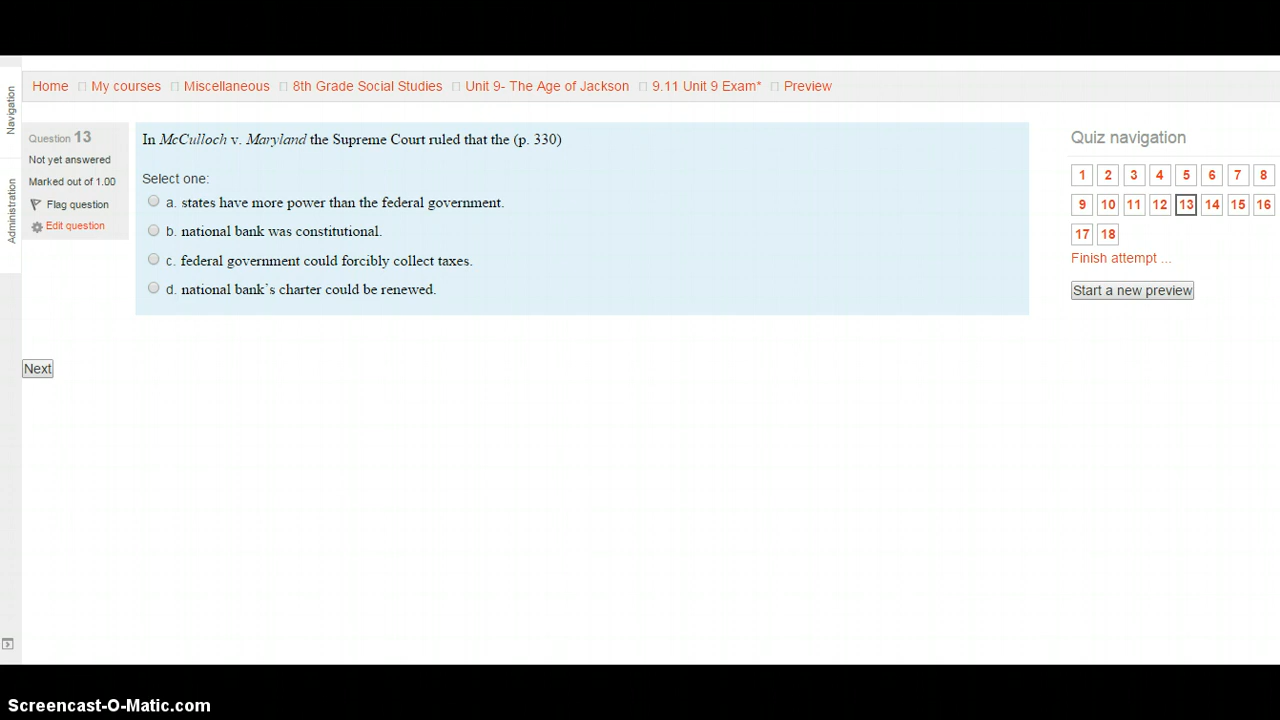 Home My courses Miscellaneous 8th Grade Social Studies Unit 9- The Age of Jackson 9.11 Unit 9 Exam* Preview
Navigation
Administration
Question 13
Not yet answered
Marked out of 1.00
Flag question
Edit question
In McCulloch v. Maryland the Supreme Court ruled that the (p. 330)
Select one:
a. states have more power than the federal government.
b. national bank was constitutional.
c. federal government could forcibly collect taxes.
d. national bank’s charter could be renewed.
Next
Quiz navigation
1 2 3 4 5 6 7 8
9 10 11 12 13 14 15 16
17 18
Finish attempt ...
Start a new preview
Screencast-O-Matic.com